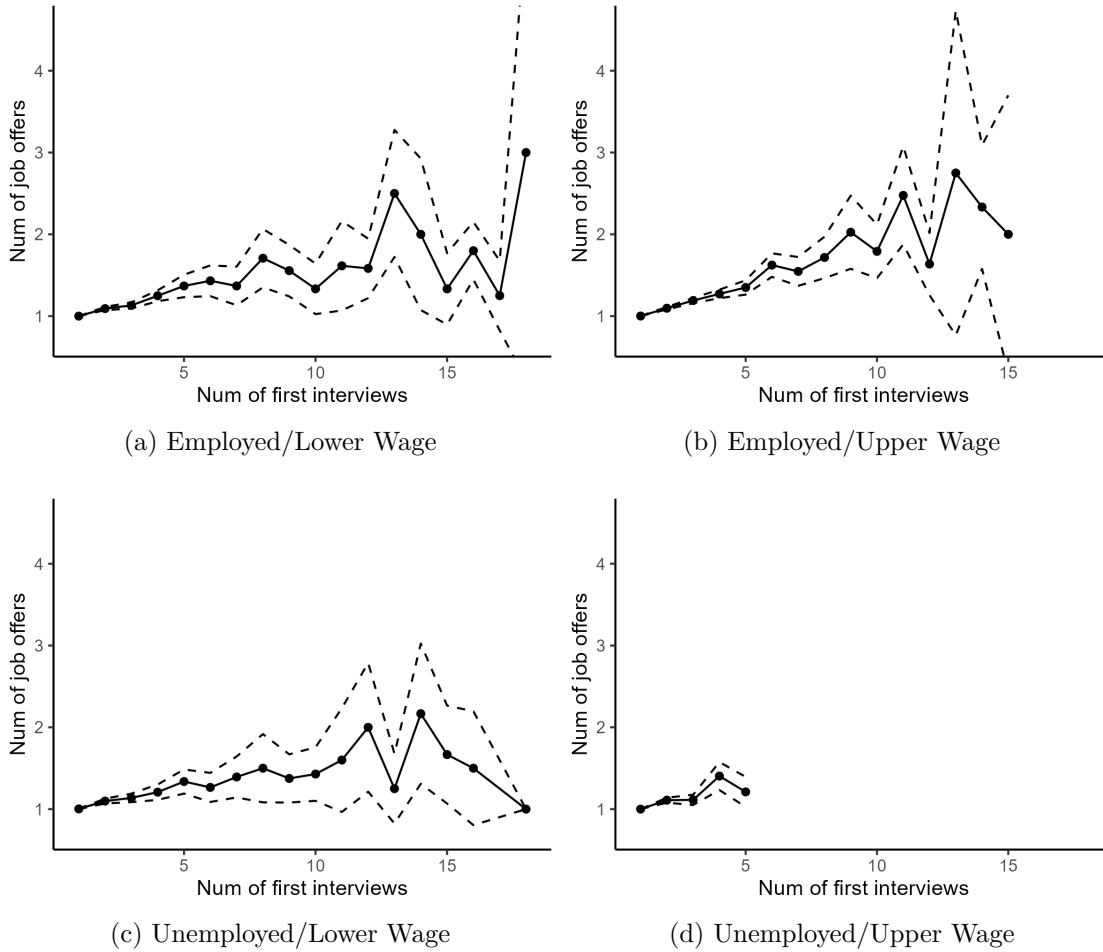 Num of job offers
4
3
2
1
5
10
15
Num of first interviews
(a) Employed/Lower Wage
Num of job offers
4
3
2
1
5
10
15
Num of first interviews
(b) Employed/Upper Wage
Num of job offers
4
3
2
1
5
10
15
Num of first interviews
(c) Unemployed/Lower Wage
Num of job offers
4
3
2
1
5
10
15
Num of first interviews
(d) Unemployed/Upper Wage